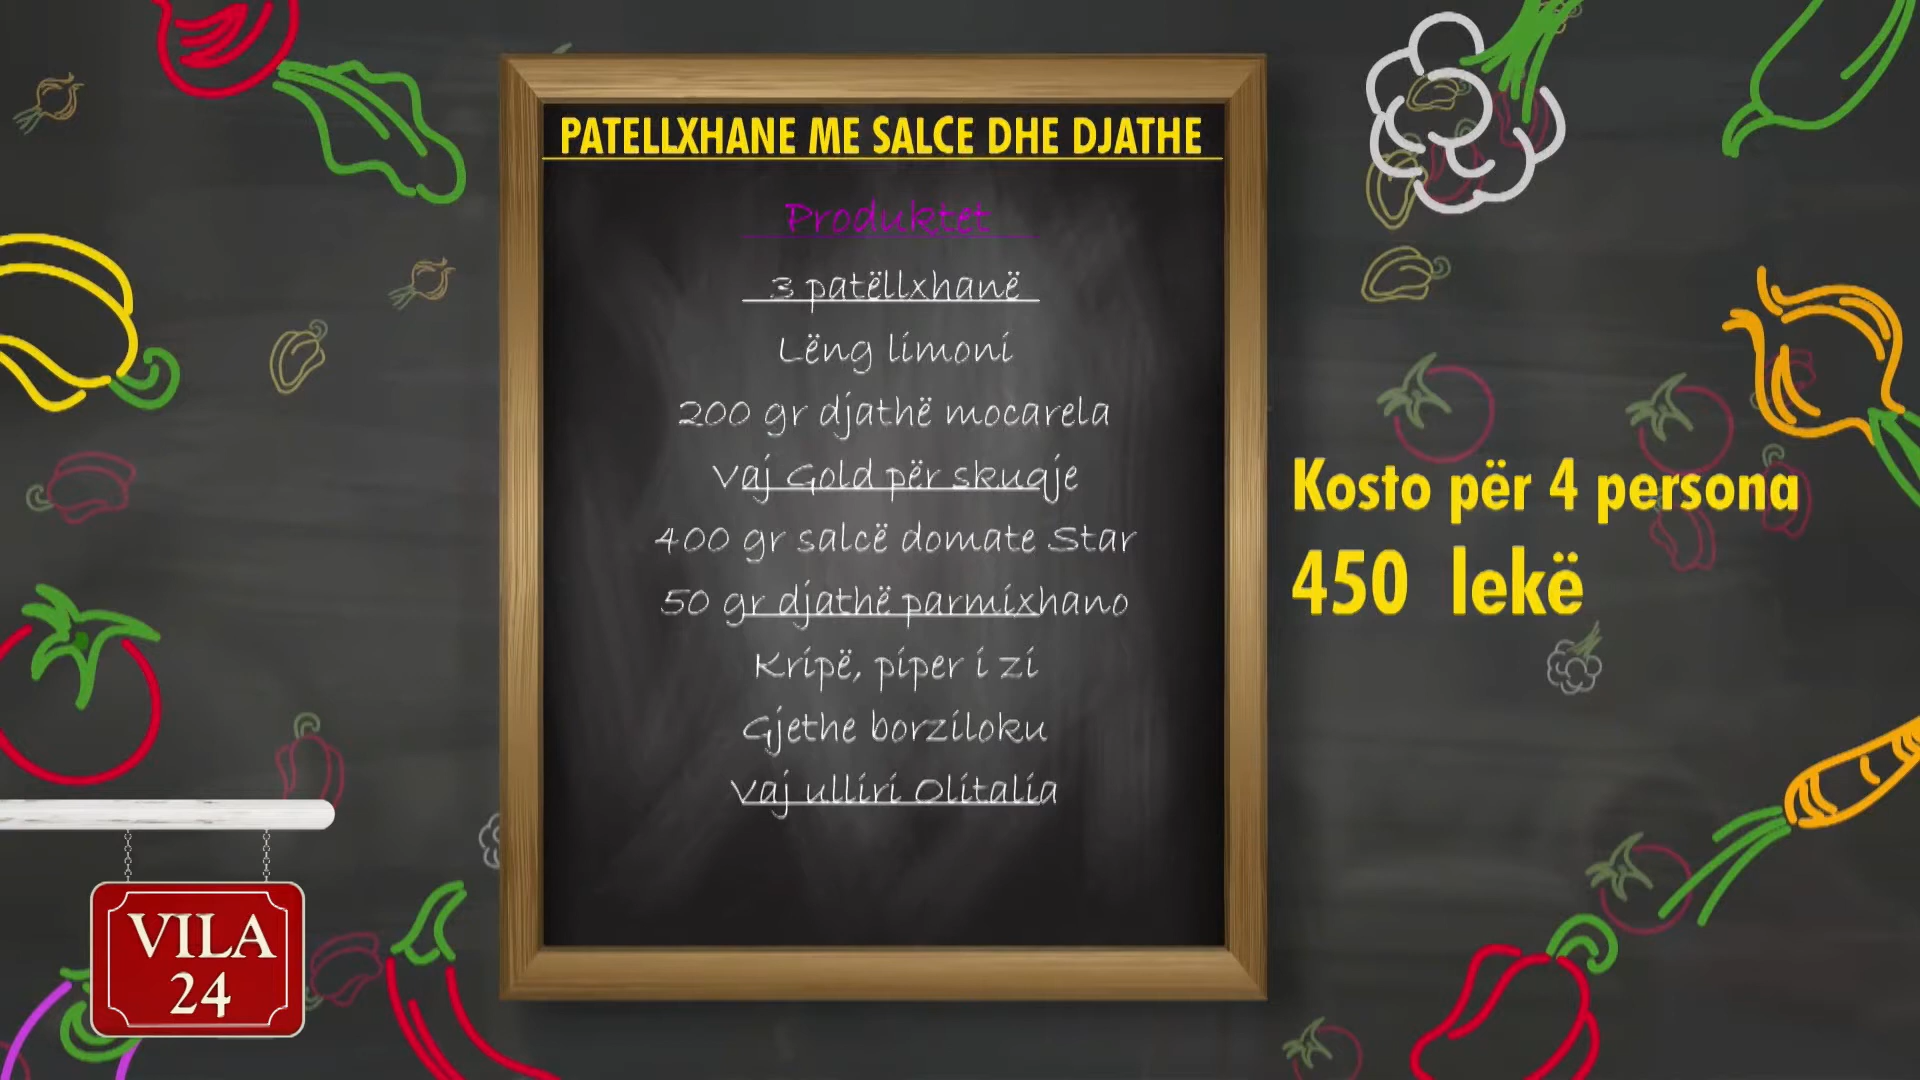 PATELLXHANE ME SALCE DHE DJATHE
Produktet
3 patëllxhanë
Lëng limoni
200 gr djathë mocarela
Vaj Gold për skuqje
400 gr salcë domate Star
50 gr djathë parmixhano
Kripë, piper i zi
Gjethe borziloku
Vaj ulliri Olitalia
Kosto për 4 persona
450 lekë
VILA
24